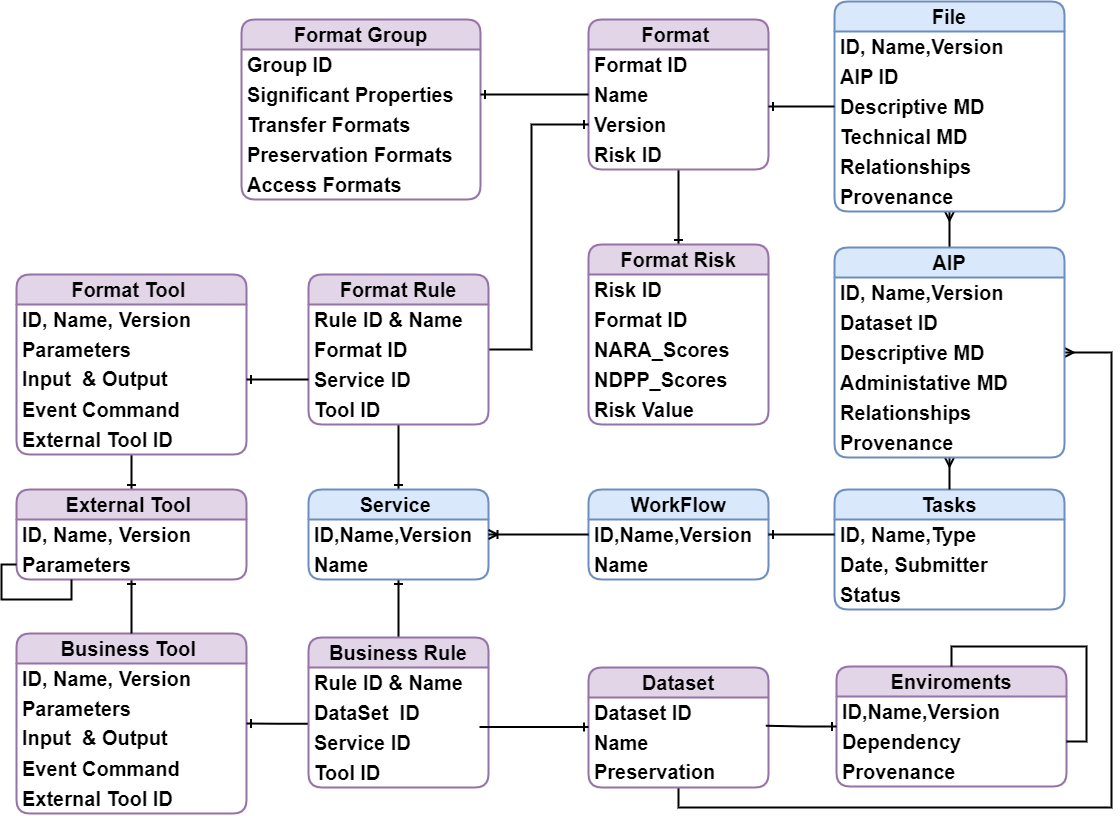 Format Group
Group ID
Significant Properties
Transfer Formats
Preservation Formats
Access Formats
Format
Format ID
Name
Version
Risk ID
File
ID, Name,Version
AIP ID
Descriptive MD
Technical MD
Relationships
Provenance
Format Tool
ID, Name, Version
Parameters
Input & Output
Event Command
External Tool ID
Format Rule
Rule ID & Name
Format ID
Service ID
Tool ID
Format Risk
Risk ID
Format ID
NARA_Scores
NDPP_Scores
Risk Value
AIP
ID, Name,Version
Dataset ID
Descriptive MD
Administative MD
Relationships
Provenance
External Tool
ID, Name, Version
Parameters
Service
ID,Name,Version
Name
WorkFlow
ID,Name,Version
Name
Tasks
ID, Name,Type
Date, Submitter
Status
Business Tool
ID, Name, Version
Parameters
Input & Output
Event Command
External Tool ID
Business Rule
Rule ID & Name
DataSet ID
Service ID
Tool ID
Dataset
Dataset ID
Name
Preservation
Enviroments
ID,Name,Version
Dependency
Provenance